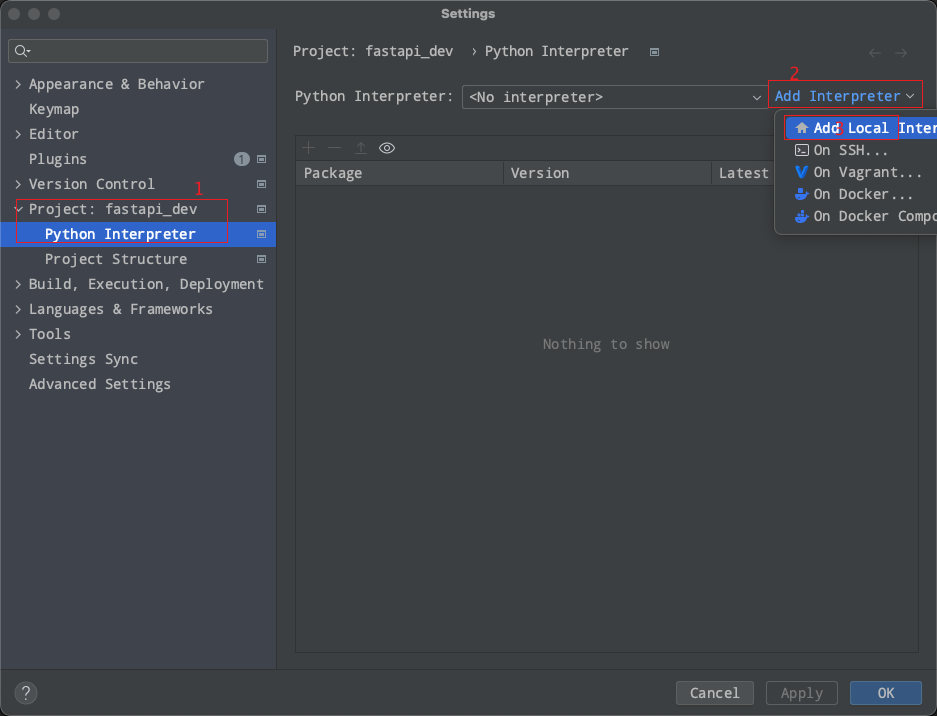 Settings
Project: fastapi_dev › Python Interpreter
Appearance & Behavior
Keymap
Editor
Plugins 1
Version Control
1
Project: fastapi_dev
Python Interpreter
Project Structure
Build, Execution, Deployment
Languages & Frameworks
Tools
Settings Sync
Advanced Settings
2
Python Interpreter: <No interpreter> Add Interpreter
3
Add Local Inter
On SSH...
On Vagrant...
On Docker...
On Docker Compo
Package Version Latest
Nothing to show
? Cancel Apply OK